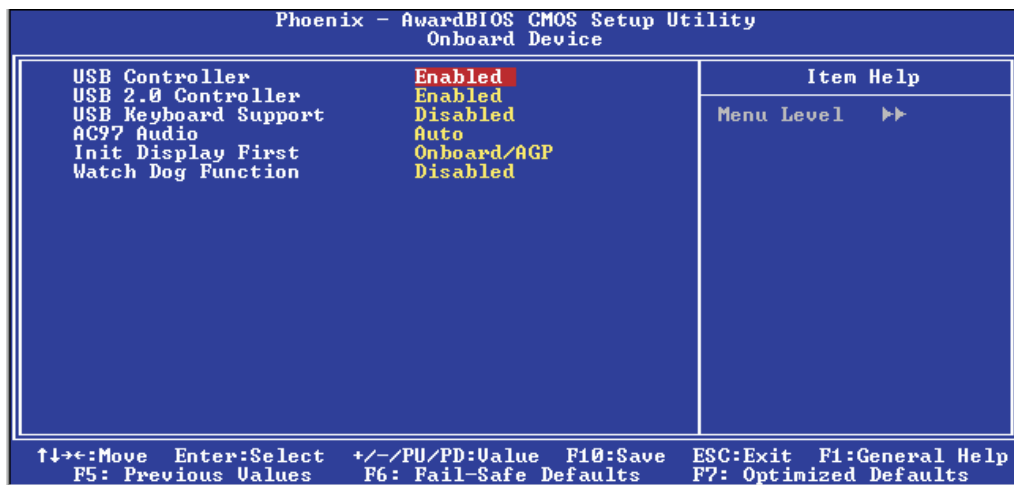 Phoenix - AwardBIOS CMOS Setup Utility
Onboard Device
USB Controller Enabled
USB 2.0 Controller Enabled
USB Keyboard Support Disabled
AC97 Audio Auto
Init Display First Onboard/AGP
Watch Dog Function Disabled
Item Help
Menu Level ▶▶
↑↓→←:Move Enter:Select +/-/PU/PD:Value F10:Save ESC:Exit F1:General Help
F5: Previous Values F6: Fail-Safe Defaults F7: Optimized Defaults